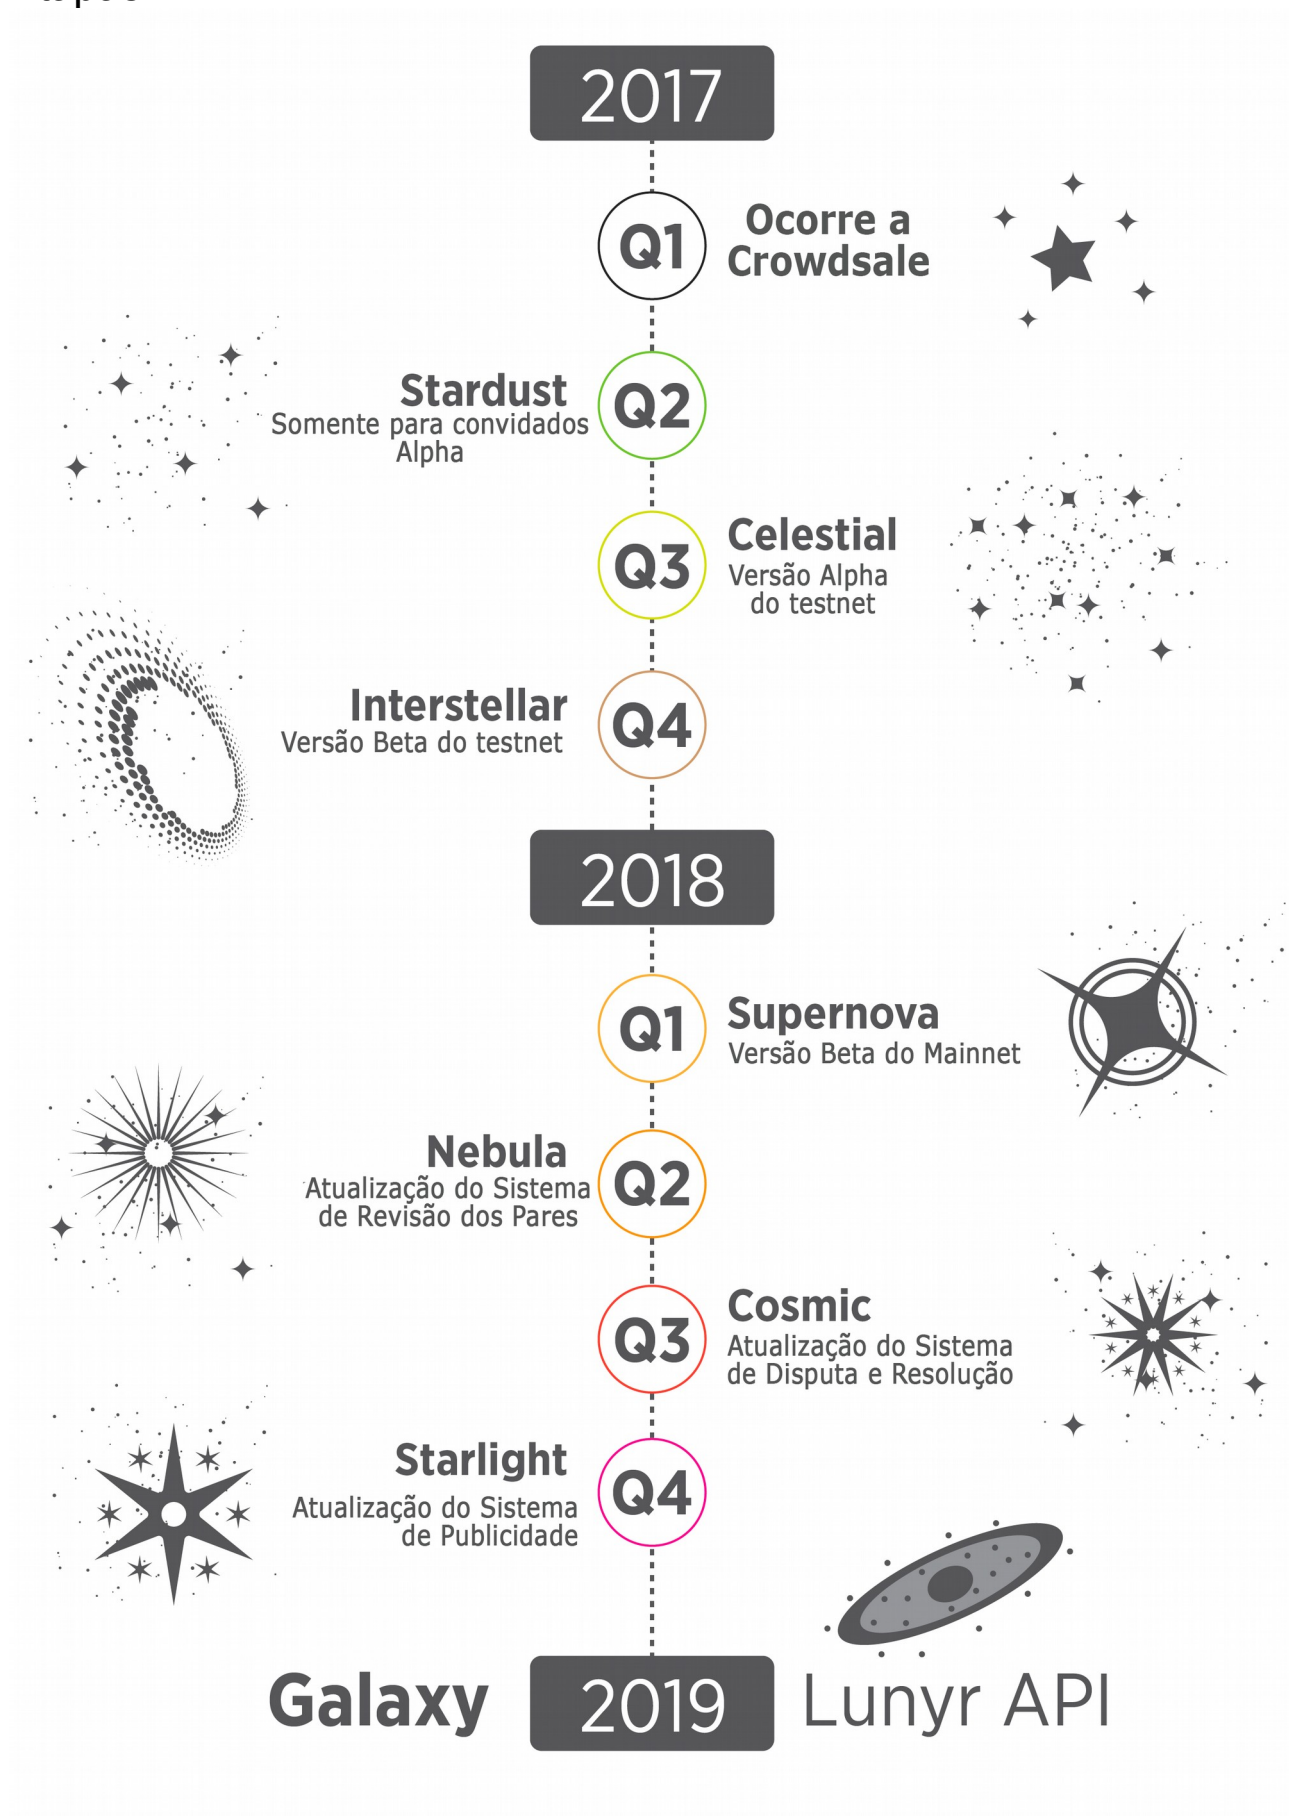 2017
Q1
Ocorre a
Crowdsale
Stardust
Somente para convidados
Alpha
Q2
Q3
Celestial
Versão Alpha
do testnet
Interstellar
Versão Beta do testnet
Q4
2018
Q1
Supernova
Versão Beta do Mainnet
Nebula
Atualização do Sistema
de Revisão dos Pares
Q2
Q3
Cosmic
Atualização do Sistema
de Disputa e Resolução
Starlight
Atualização do Sistema
de Publicidade
Q4
Galaxy 2019 Lunyr API